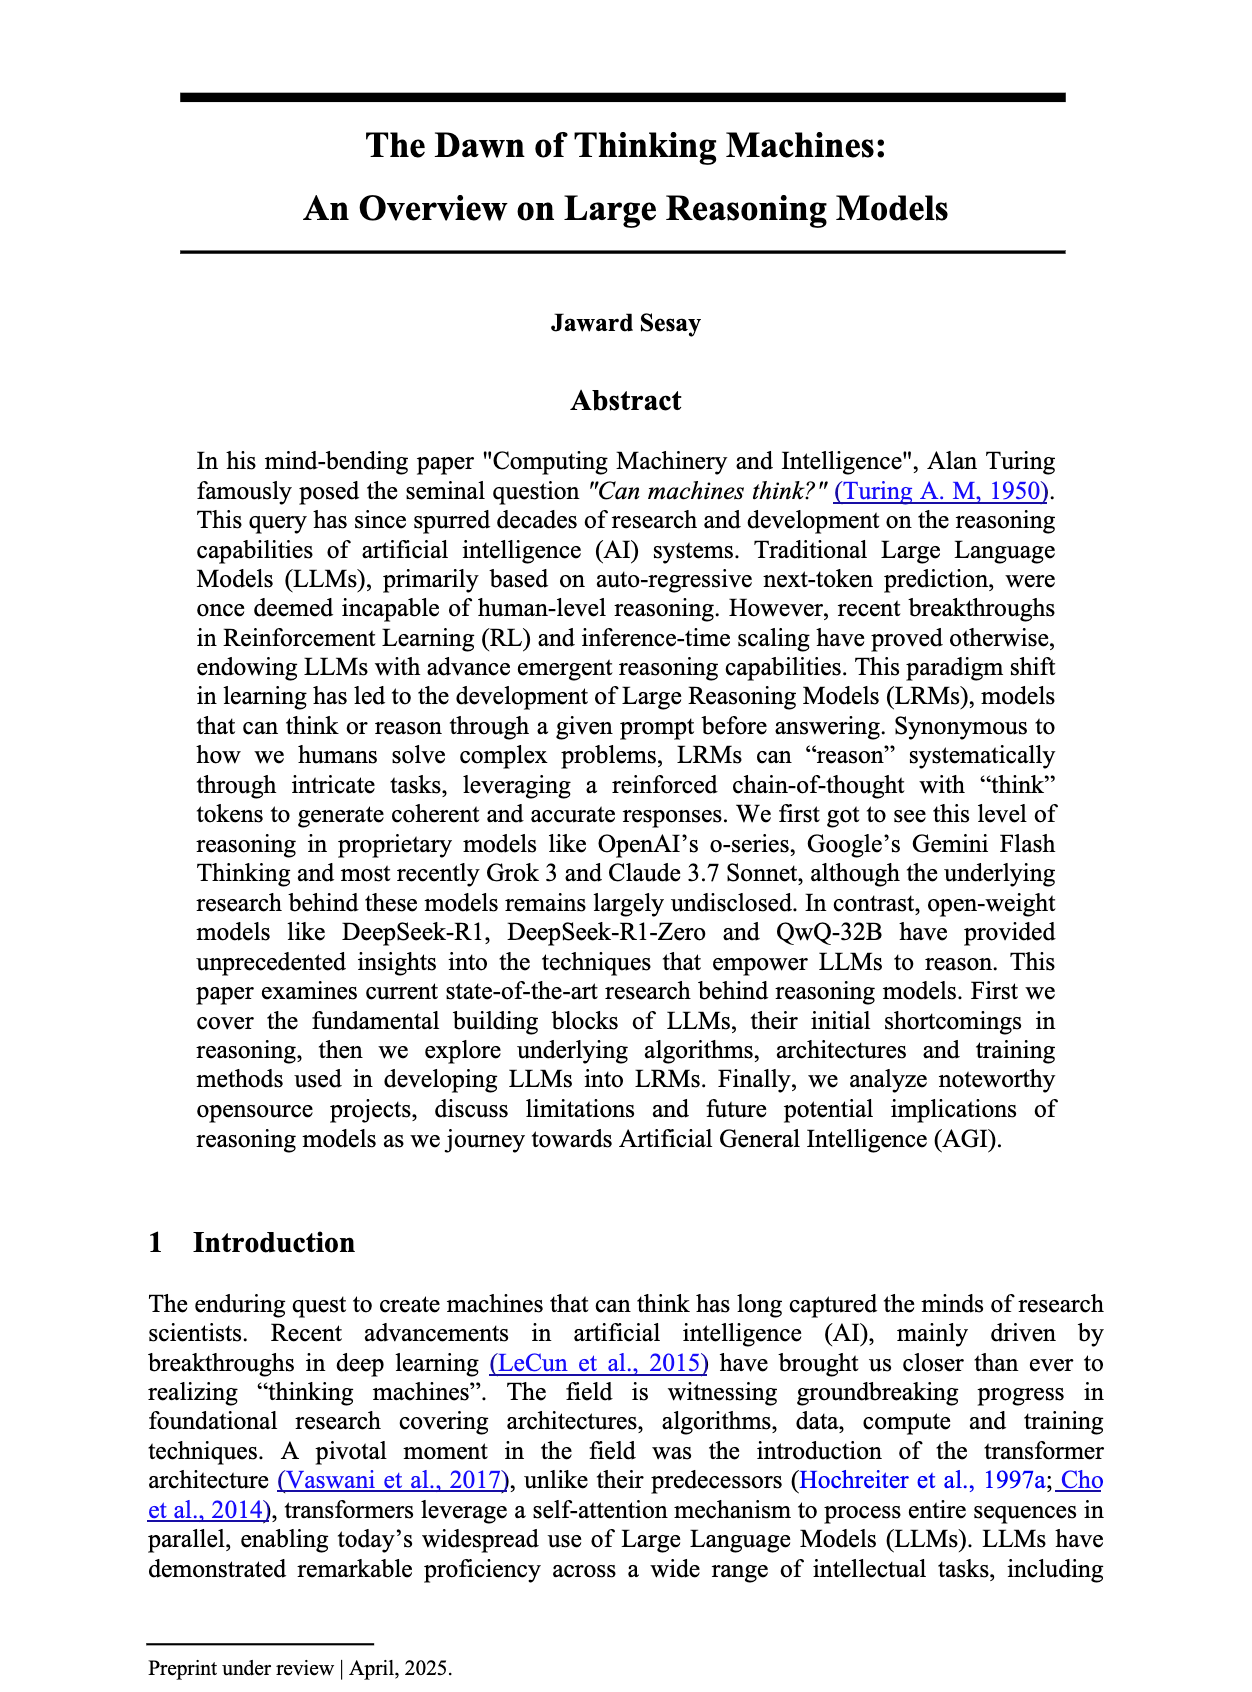 The Dawn of Thinking Machines:
An Overview on Large Reasoning Models
Jaward Sesay
Abstract
In his mind-bending paper "Computing Machinery and Intelligence", Alan Turing
famously posed the seminal question "Can machines think?" (Turing A. M, 1950).
This query has since spurred decades of research and development on the reasoning
capabilities of artificial intelligence (AI) systems. Traditional Large Language
Models (LLMs), primarily based on auto-regressive next-token prediction, were
once deemed incapable of human-level reasoning. However, recent breakthroughs
in Reinforcement Learning (RL) and inference-time scaling have proved otherwise,
endowing LLMs with advance emergent reasoning capabilities. This paradigm shift
in learning has led to the development of Large Reasoning Models (LRMs), models
that can think or reason through a given prompt before answering. Synonymous to
how we humans solve complex problems, LRMs can “reason” systematically
through intricate tasks, leveraging a reinforced chain-of-thought with “think”
tokens to generate coherent and accurate responses. We first got to see this level of
reasoning in proprietary models like OpenAI’s o-series, Google’s Gemini Flash
Thinking and most recently Grok 3 and Claude 3.7 Sonnet, although the underlying
research behind these models remains largely undisclosed. In contrast, open-weight
models like DeepSeek-R1, DeepSeek-R1-Zero and QwQ-32B have provided
unprecedented insights into the techniques that empower LLMs to reason. This
paper examines current state-of-the-art research behind reasoning models. First we
cover the fundamental building blocks of LLMs, their initial shortcomings in
reasoning, then we explore underlying algorithms, architectures and training
methods used in developing LLMs into LRMs. Finally, we analyze noteworthy
opensource projects, discuss limitations and future potential implications of
reasoning models as we journey towards Artificial General Intelligence (AGI).
1 Introduction
The enduring quest to create machines that can think has long captured the minds of research
scientists. Recent advancements in artificial intelligence (AI), mainly driven by
breakthroughs in deep learning (LeCun et al., 2015) have brought us closer than ever to
realizing “thinking machines”. The field is witnessing groundbreaking progress in
foundational research covering architectures, algorithms, data, compute and training
techniques. A pivotal moment in the field was the introduction of the transformer
architecture (Vaswani et al., 2017), unlike their predecessors (Hochreiter et al., 1997a; Cho
et al., 2014), transformers leverage a self-attention mechanism to process entire sequences in
parallel, enabling today’s widespread use of Large Language Models (LLMs). LLMs have
demonstrated remarkable proficiency across a wide range of intellectual tasks, including
Preprint under review | April, 2025.